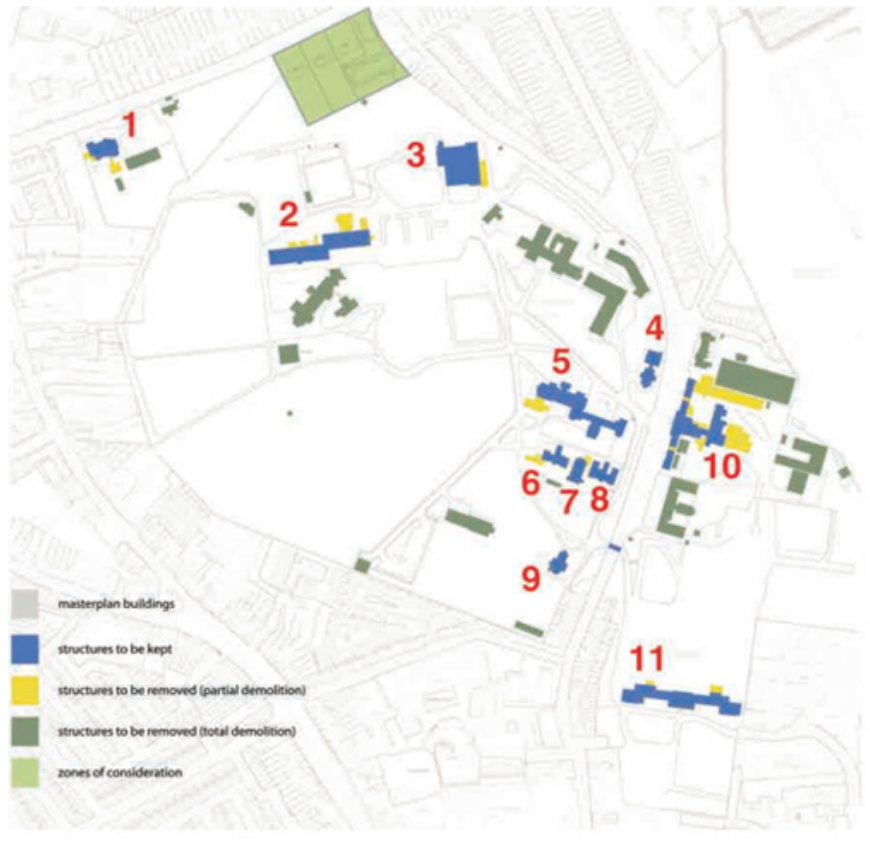 1
3
2
4
5
10
6
7
8
9
11
masterplan buildings
structures to be kept
structures to be removed (partial demolition)
structures to be removed (total demolition)
zones of consideration